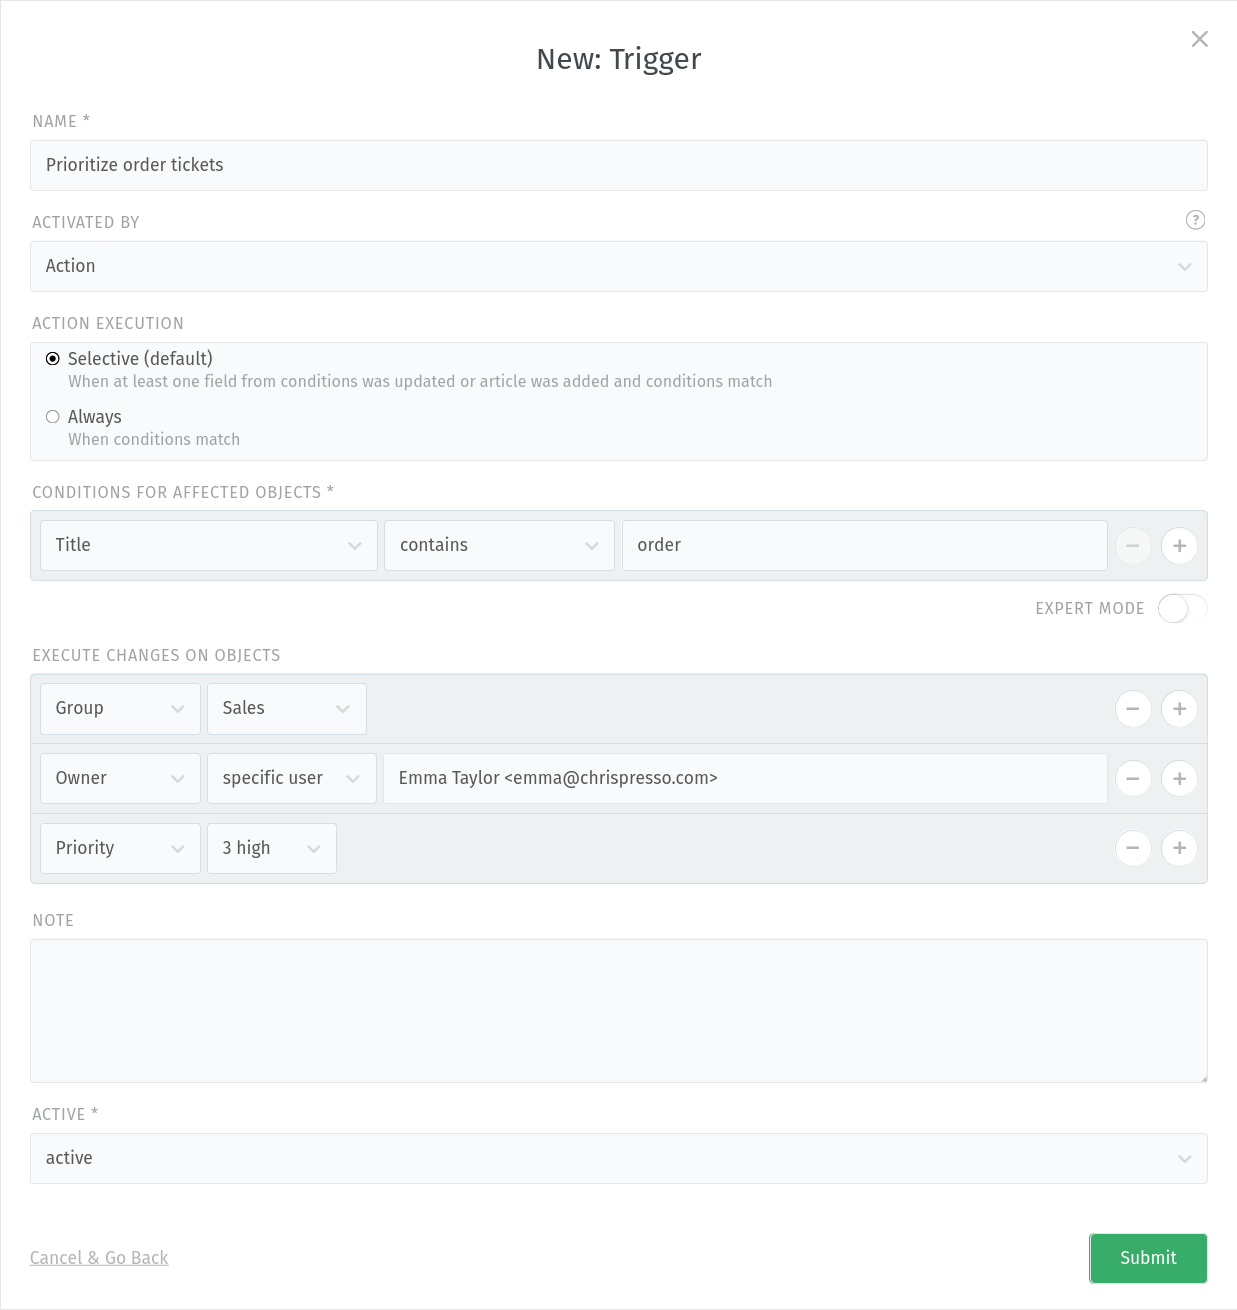 New: Trigger
NAME *
Prioritize order tickets
ACTIVATED BY
?
Action
ACTION EXECUTION
Selective (default)
When at least one field from conditions was updated or article was added and conditions match
Always
When conditions match
CONDITIONS FOR AFFECTED OBJECTS *
Title contains order
EXPERT MODE
EXECUTE CHANGES ON OBJECTS
Group Sales
Owner specific user Emma Taylor <emma@chrispresso.com>
Priority 3 high
NOTE
ACTIVE *
active
Cancel & Go Back Submit